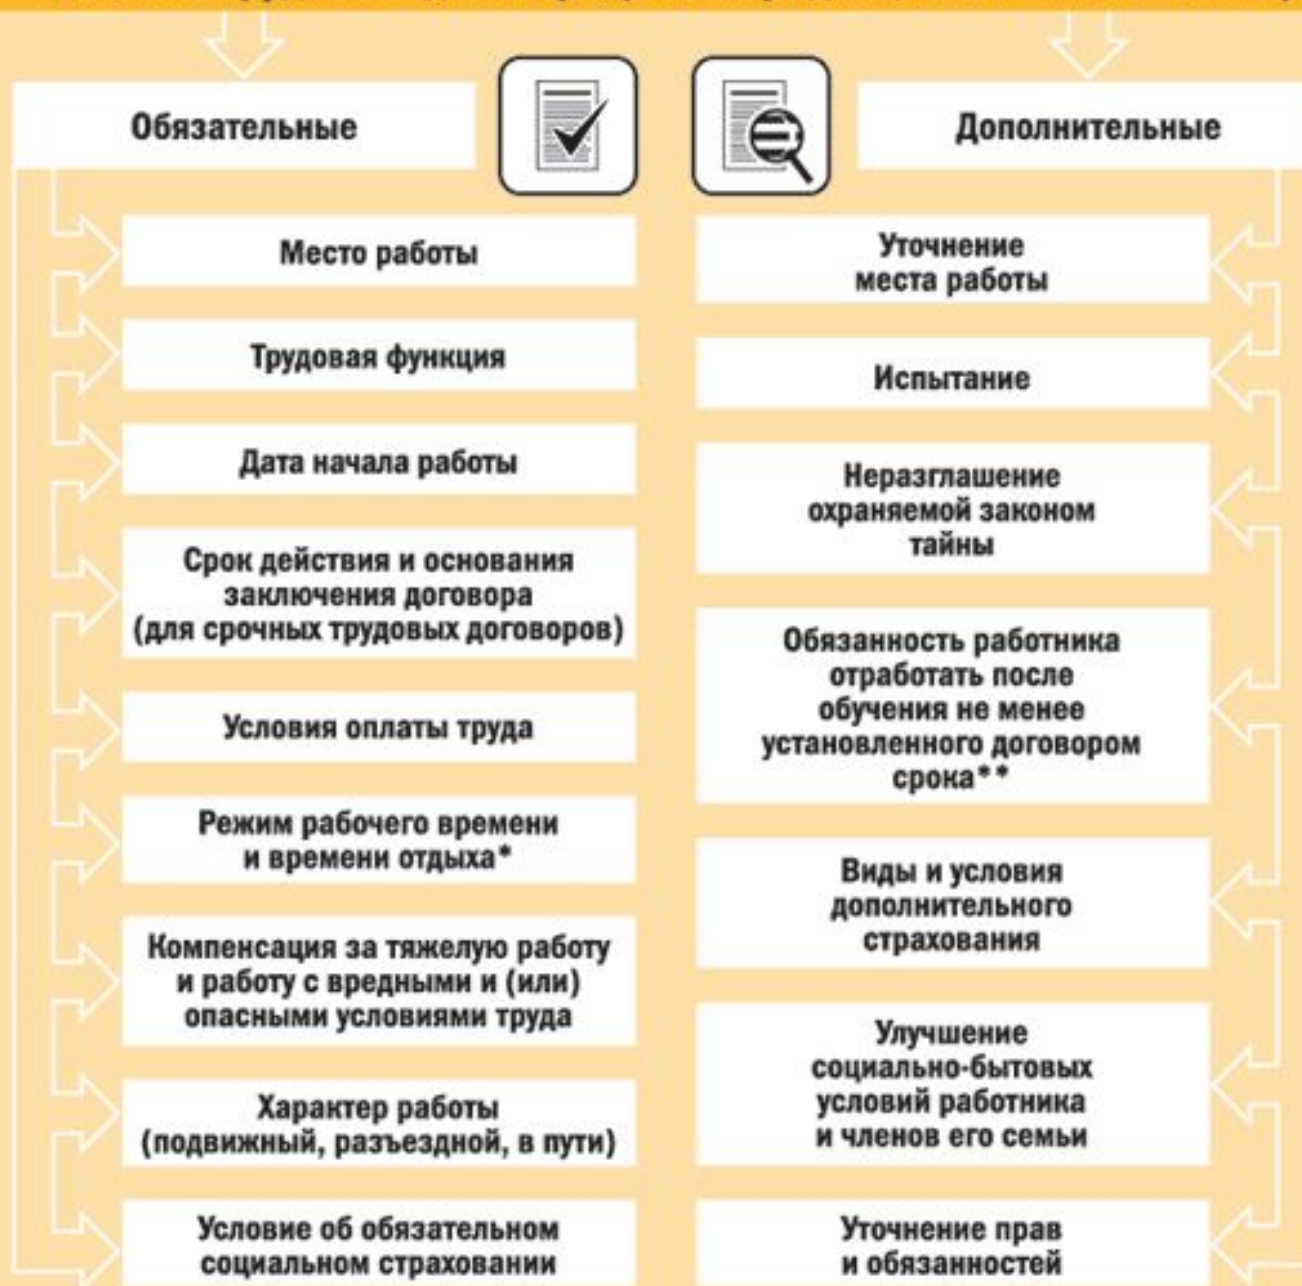 Обязательные
Место работы
Трудовая функция
Дата начала работы
Срок действия и основания
заключения договора
(для срочных трудовых договоров)
Условия оплаты труда
Режим рабочего времени
и времени отдыха*
Компенсация за тяжелую работу
и работу с вредными и (или)
опасными условиями труда
Характер работы
(подвижный, разъездной, в пути)
Условие об обязательном
социальном страховании
Дополнительные
Уточнение
места работы
Испытание
Неразглашение
охраняемой законом
тайны
Обязанность работника
отработать после
обучения не менее
установленного договором
срока**
Виды и условия
дополнительного
страхования
Улучшение
социально-бытовых
условий работника
и членов его семьи
Уточнение прав
и обязанностей